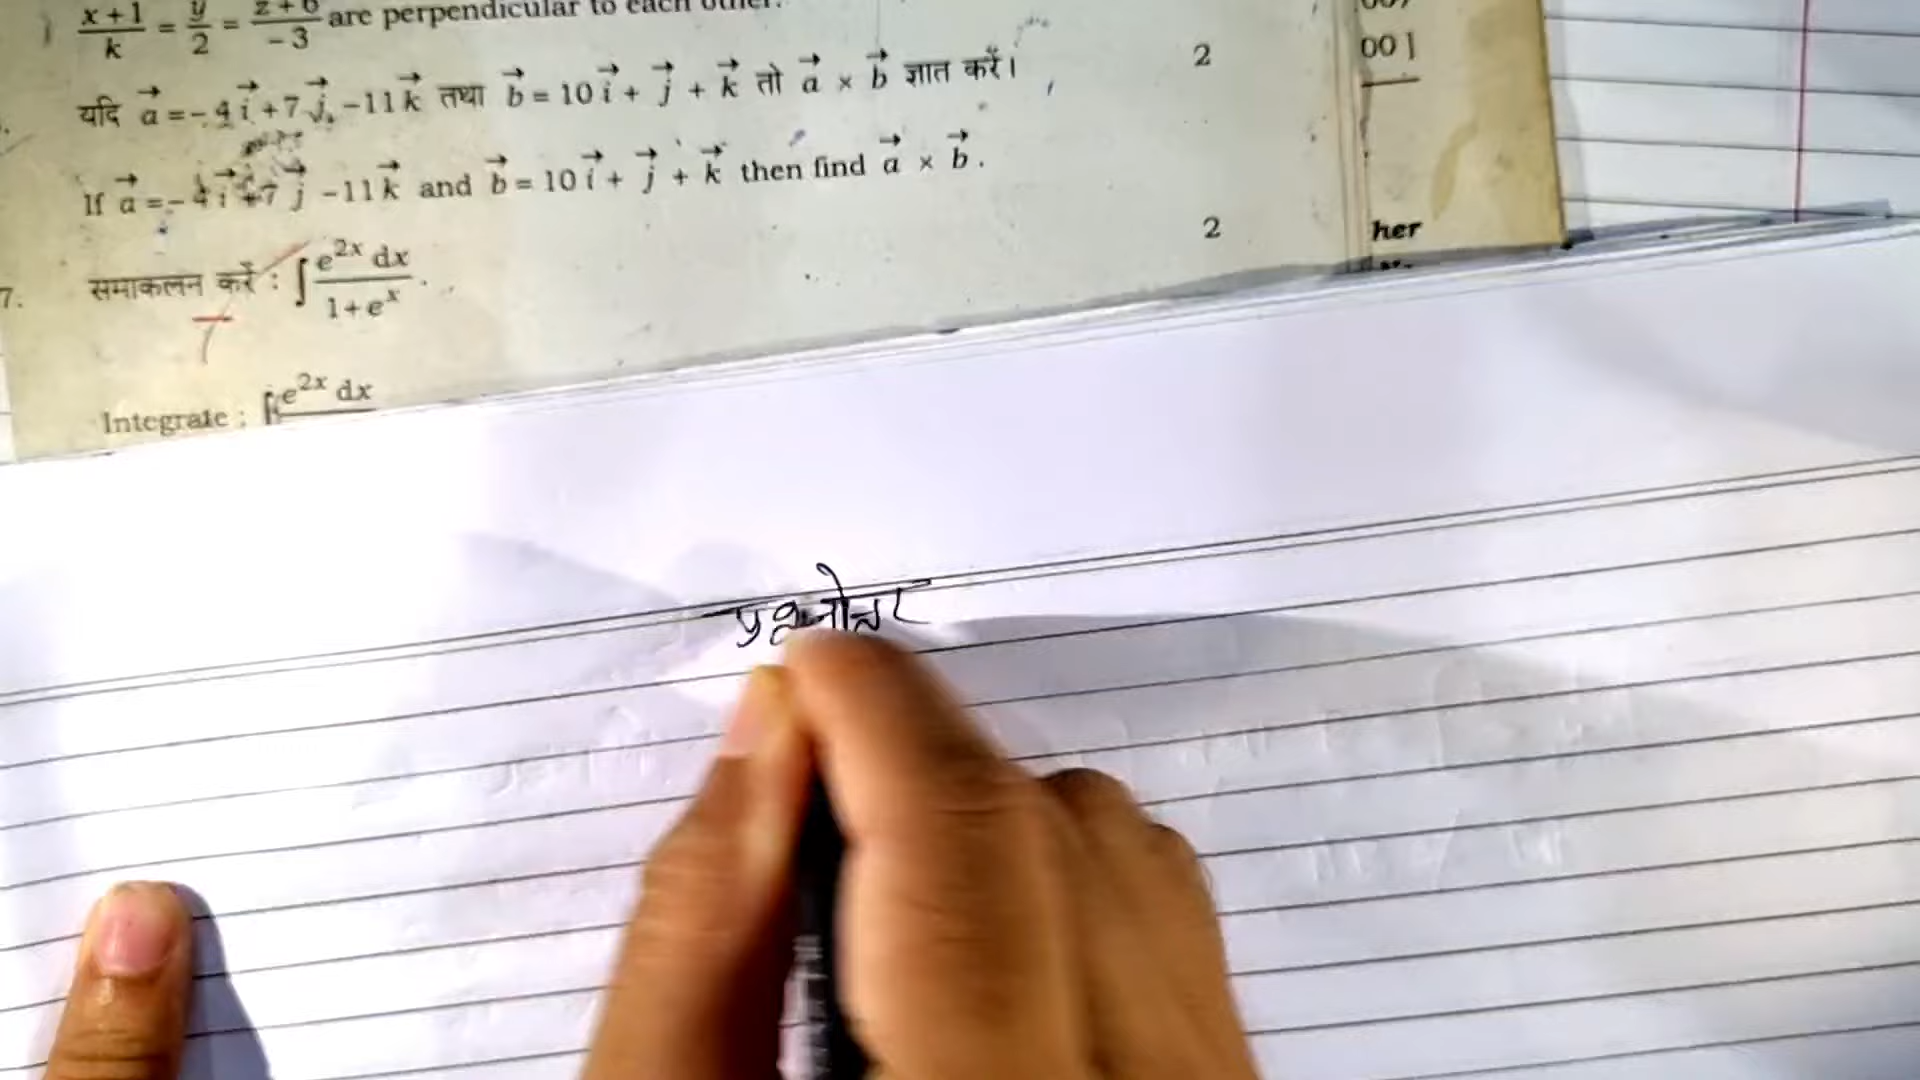 x+1/k = y/2 = z+6/-3 are perpendicular to each other.
यदि a⃗ = -4i⃗ + 7j⃗ - 11k⃗ तथा b⃗ = 10i⃗ + j⃗ + k⃗ तो a⃗ × b⃗ ज्ञात करें। 2
001
If a⃗ = -4i⃗ + 7j⃗ - 11k⃗ and b⃗ = 10i⃗ + j⃗ + k⃗ then find a⃗ × b⃗.
7. समाकलन करें : ∫ e^2x dx / 1+e^x . 2
her
Integrate : ∫ e^2x dx
प्रश्नोत्तर